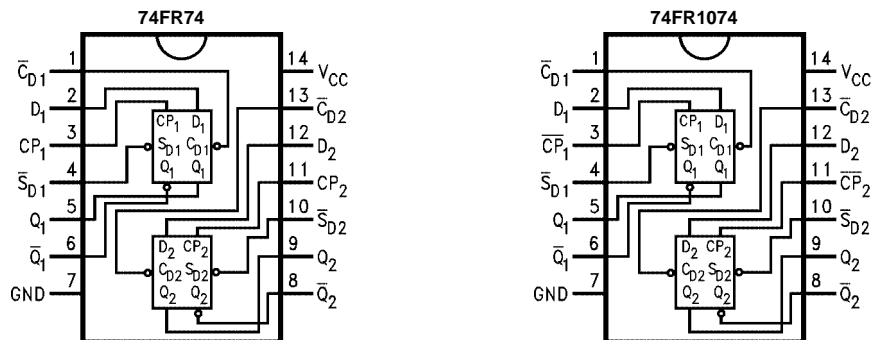 74FR74
1 C̅D1
2 D1
3 CP1
4 S̅D1
5 Q1
6 Q̅1
7 GND
14 VCC
13 C̅D2
12 D2
11 CP2
10 S̅D2
9 Q2
8 Q̅2
CP1 D1
SD1 CD1
Q1 Q1
D2 CP2
CD2 SD2
Q2 Q2
74FR1074
1 C̅D1
2 D1
3 C̅P̅1
4 S̅D1
5 Q1
6 Q̅1
7 GND
14 VCC
13 C̅D2
12 D2
11 C̅P̅2
10 S̅D2
9 Q2
8 Q̅2
CP1 D1
SD1 CD1
Q1 Q1
D2 CP2
CD2 SD2
Q2 Q2